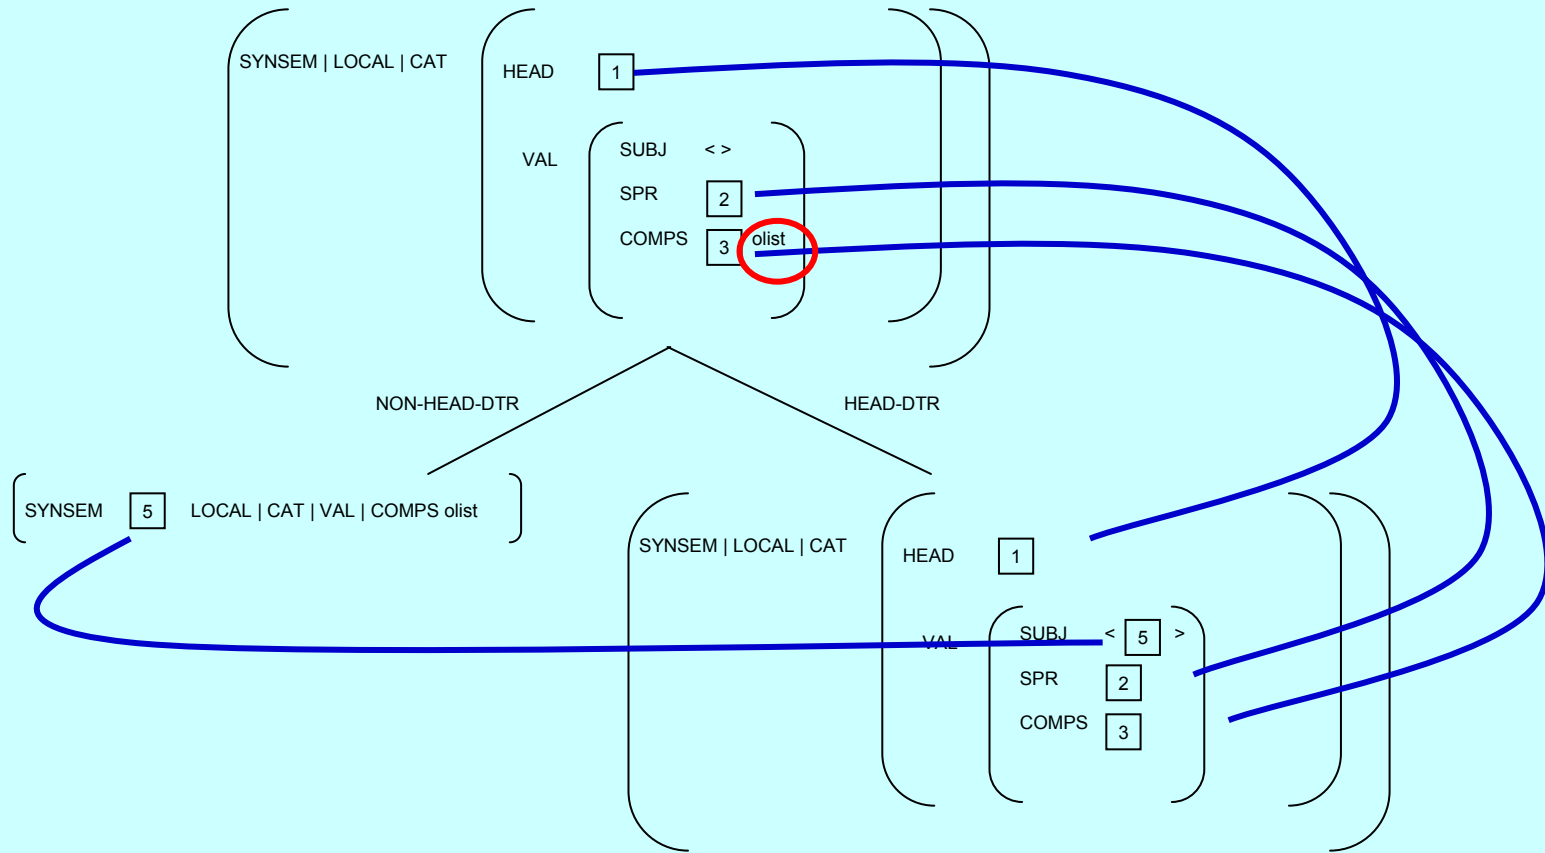 SYNSEM | LOCAL | CAT
HEAD 1
VAL
SUBJ < >
SPR 2
COMPS 3 olist
NON-HEAD-DTR
HEAD-DTR
SYNSEM 5 LOCAL | CAT | VAL | COMPS olist
SYNSEM | LOCAL | CAT
HEAD 1
VAL
SUBJ < 5 >
SPR 2
COMPS 3